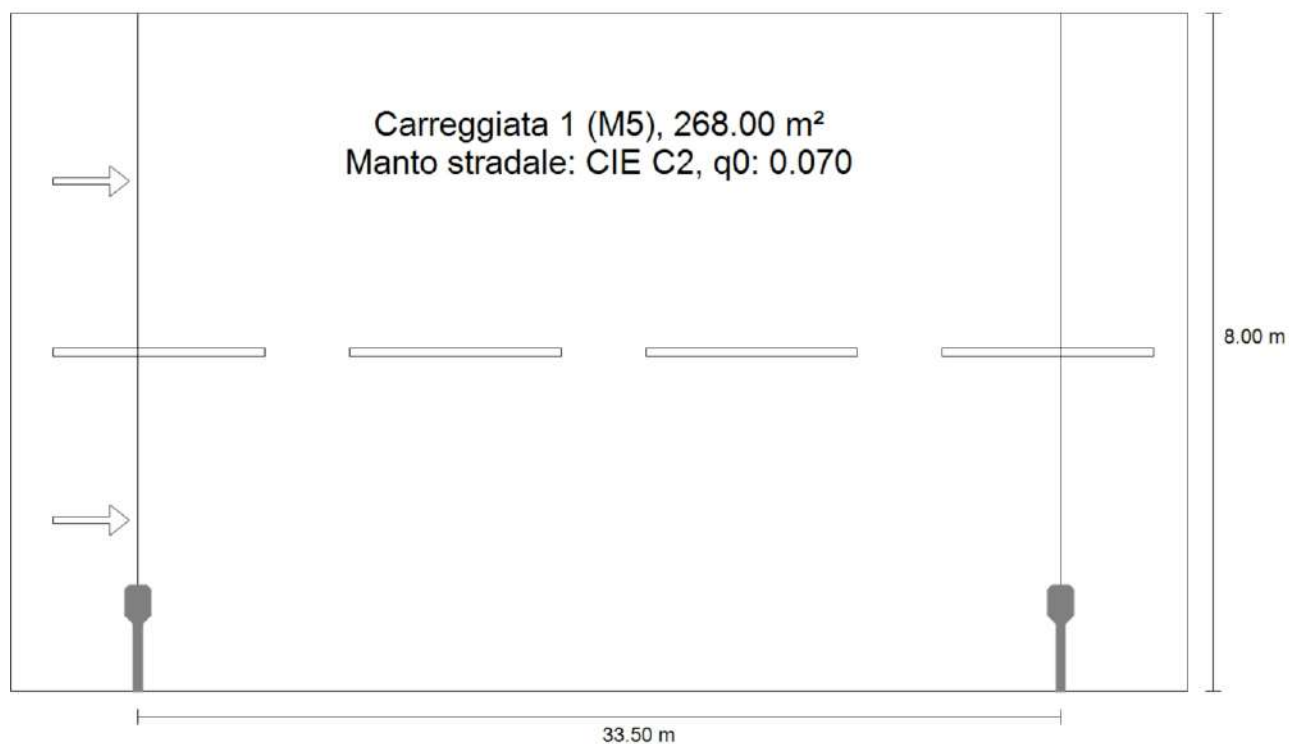 Carreggiata 1 (M5), 268.00 m²
Manto stradale: CIE C2, q0: 0.070
8.00 m
33.50 m